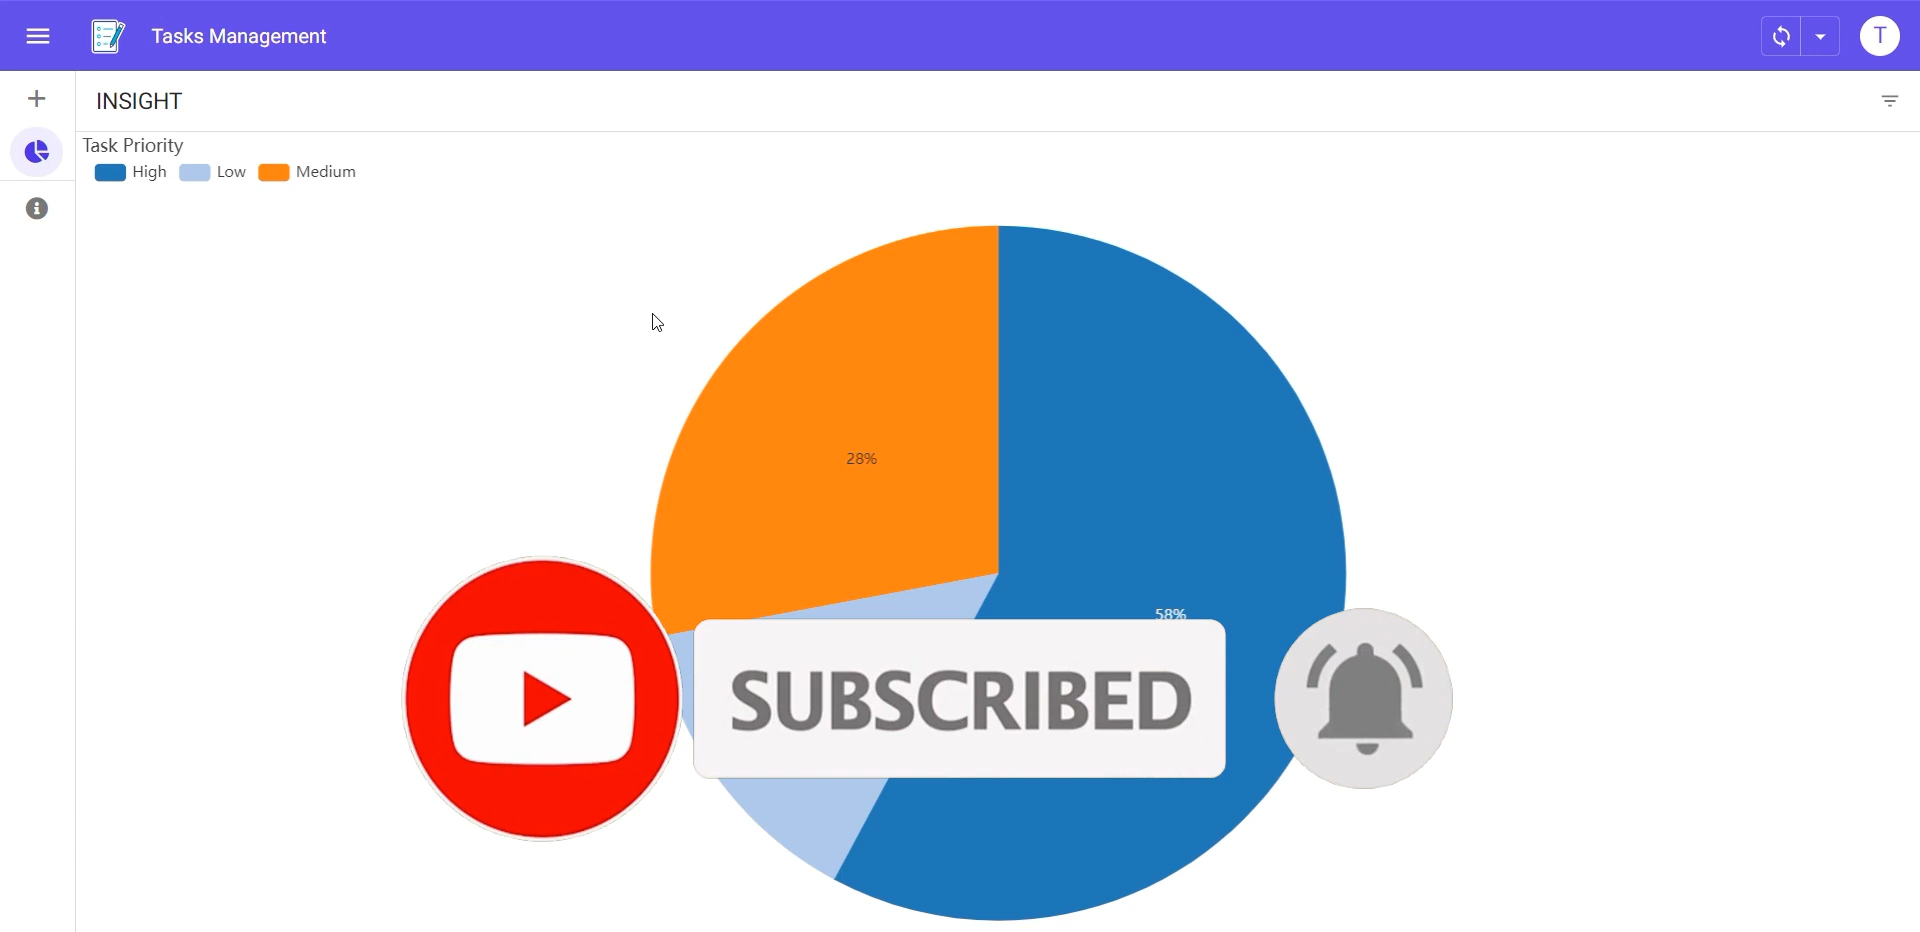 Tasks Management
T
INSIGHT
Task Priority
High Low Medium
28%
58%
SUBSCRIBED